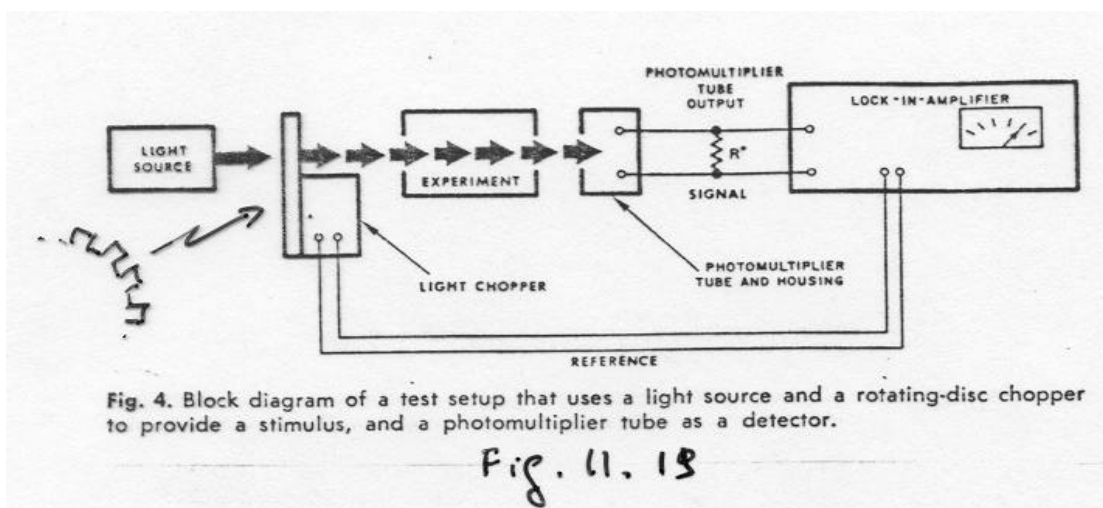 PHOTOMULTIPLIER
TUBE
OUTPUT
LOCK-IN-AMPLIFIER
LIGHT
SOURCE
EXPERIMENT
R*
SIGNAL
LIGHT CHOPPER
PHOTOMULTIPLIER
TUBE AND HOUSING
REFERENCE
Fig. 4. Block diagram of a test setup that uses a light source and a rotating-disc chopper
to provide a stimulus, and a photomultiplier tube as a detector.
Fig. 11.13